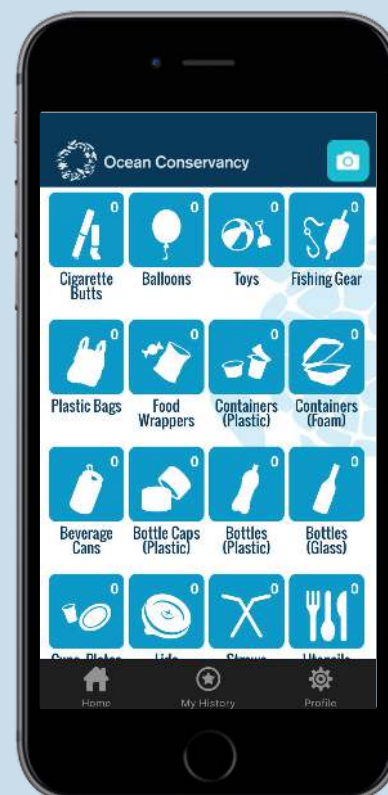 Ocean Conservancy
0 0 0 0
Cigarette Butts
Balloons
Toys
Fishing Gear
0 0 0 0
Plastic Bags
Food Wrappers
Containers (Plastic)
Containers (Foam)
0 0 0 0
Beverage Cans
Bottle Caps (Plastic)
Bottles (Plastic)
Bottles (Glass)
0 0 0 0
Home My History Profile